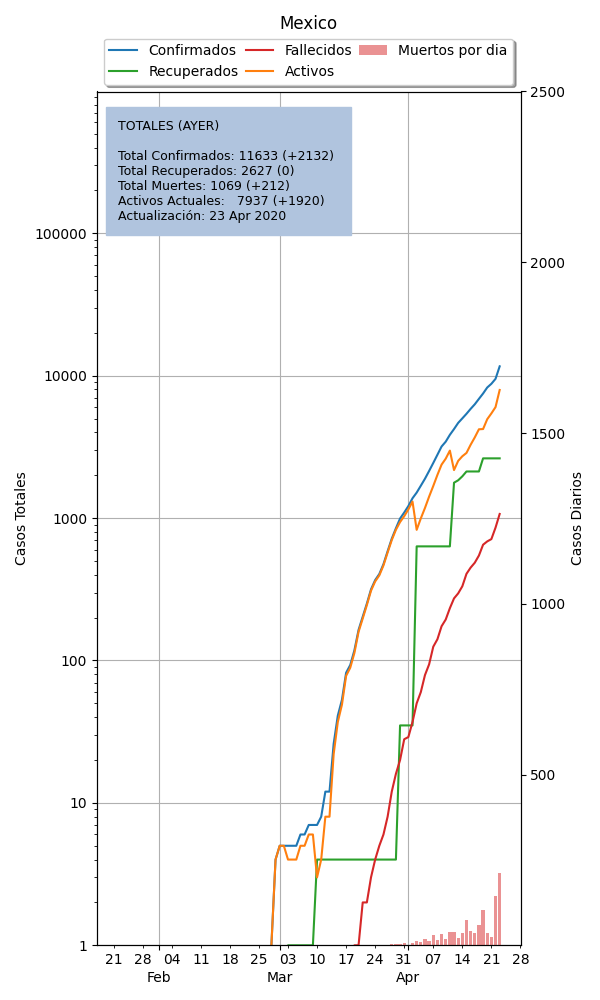 Mexico
Confirmados
Recuperados
Fallecidos
Activos
Muertos por dia
TOTALES (AYER)
Total Confirmados: 11633 (+2132)
Total Recuperados: 2627 (0)
Total Muertes: 1069 (+212)
Activos Actuales: 7937 (+1920)
Actualización: 23 Apr 2020
Casos Totales
100000
10000
1000
100
10
1
2500
2000
1500
1000
500
Casos Diarios
21 28 04 11 18 25 03 10 17 24 31 07 14 21 28
Feb Mar Apr